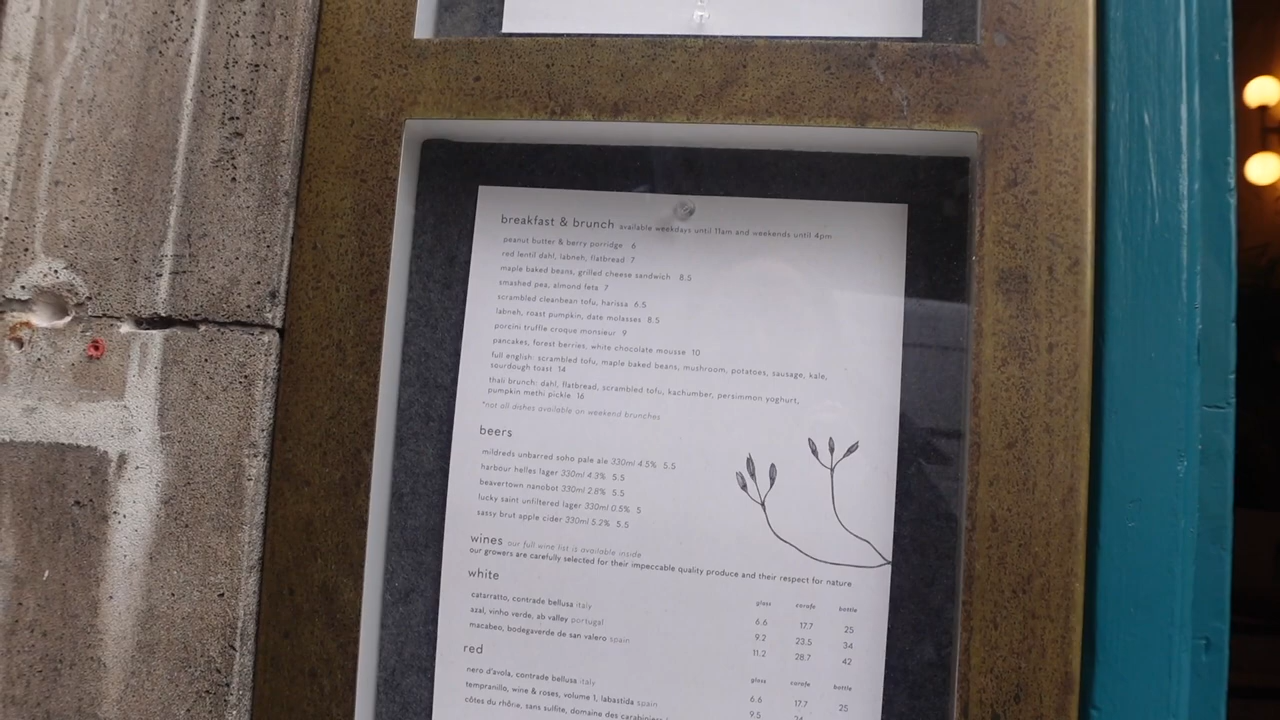 breakfast & brunch available weekdays until 11am and weekends until 4pm
peanut butter & berry porridge 6
red lentil dahl, labneh, flatbread 7
maple baked beans, grilled cheese sandwich 8.5
smashed pea, almond feta 7
scrambled cleanbean tofu, harissa 6.5
labneh, roast pumpkin, date molasses 8.5
porcini truffle croque monsieur 9
pancakes, forest berries, white chocolate mousse 10
full english: scrambled tofu, maple baked beans, mushroom, potatoes, sausage, kale,
sourdough toast 14
thali brunch: dahl, flatbread, scrambled tofu, kachumber, persimmon yoghurt,
pumpkin methi pickle 16
*not all dishes available on weekend brunches
beers
mildreds unbarred soho pale ale 330ml 4.5% 5.5
harbour helles lager 330ml 4.3% 5.5
beavertown nanobot 330ml 2.8% 5.5
lucky saint unfiltered lager 330ml 0.5% 5
sassy brut apple cider 330ml 5.2% 5.5
wines our full wine list is available inside
our growers are carefully selected for their impeccable quality produce and their respect for nature
white glass carafe bottle
catarratto, contrade bellusa italy 6.6 17.7 25
azal, vinho verde, ab valley portugal 9.2 23.5 34
macabeo, bodegaverde de san valero spain 11.2 28.7 42
red glass carafe bottle
nero d'avola, contrade bellusa italy 6.6 17.7 25
tempranillo, wine & roses, volume 1, labastida spain 9.5
côtes du rhône, sans sulfite, domaine des